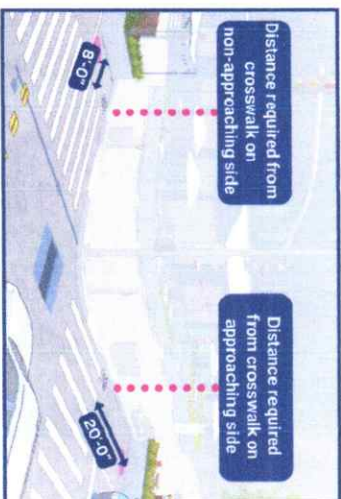 Distance required from
crosswalk on
non-approaching side
8'-0"
Distance required
from crosswalk on
approaching side
20'-0"